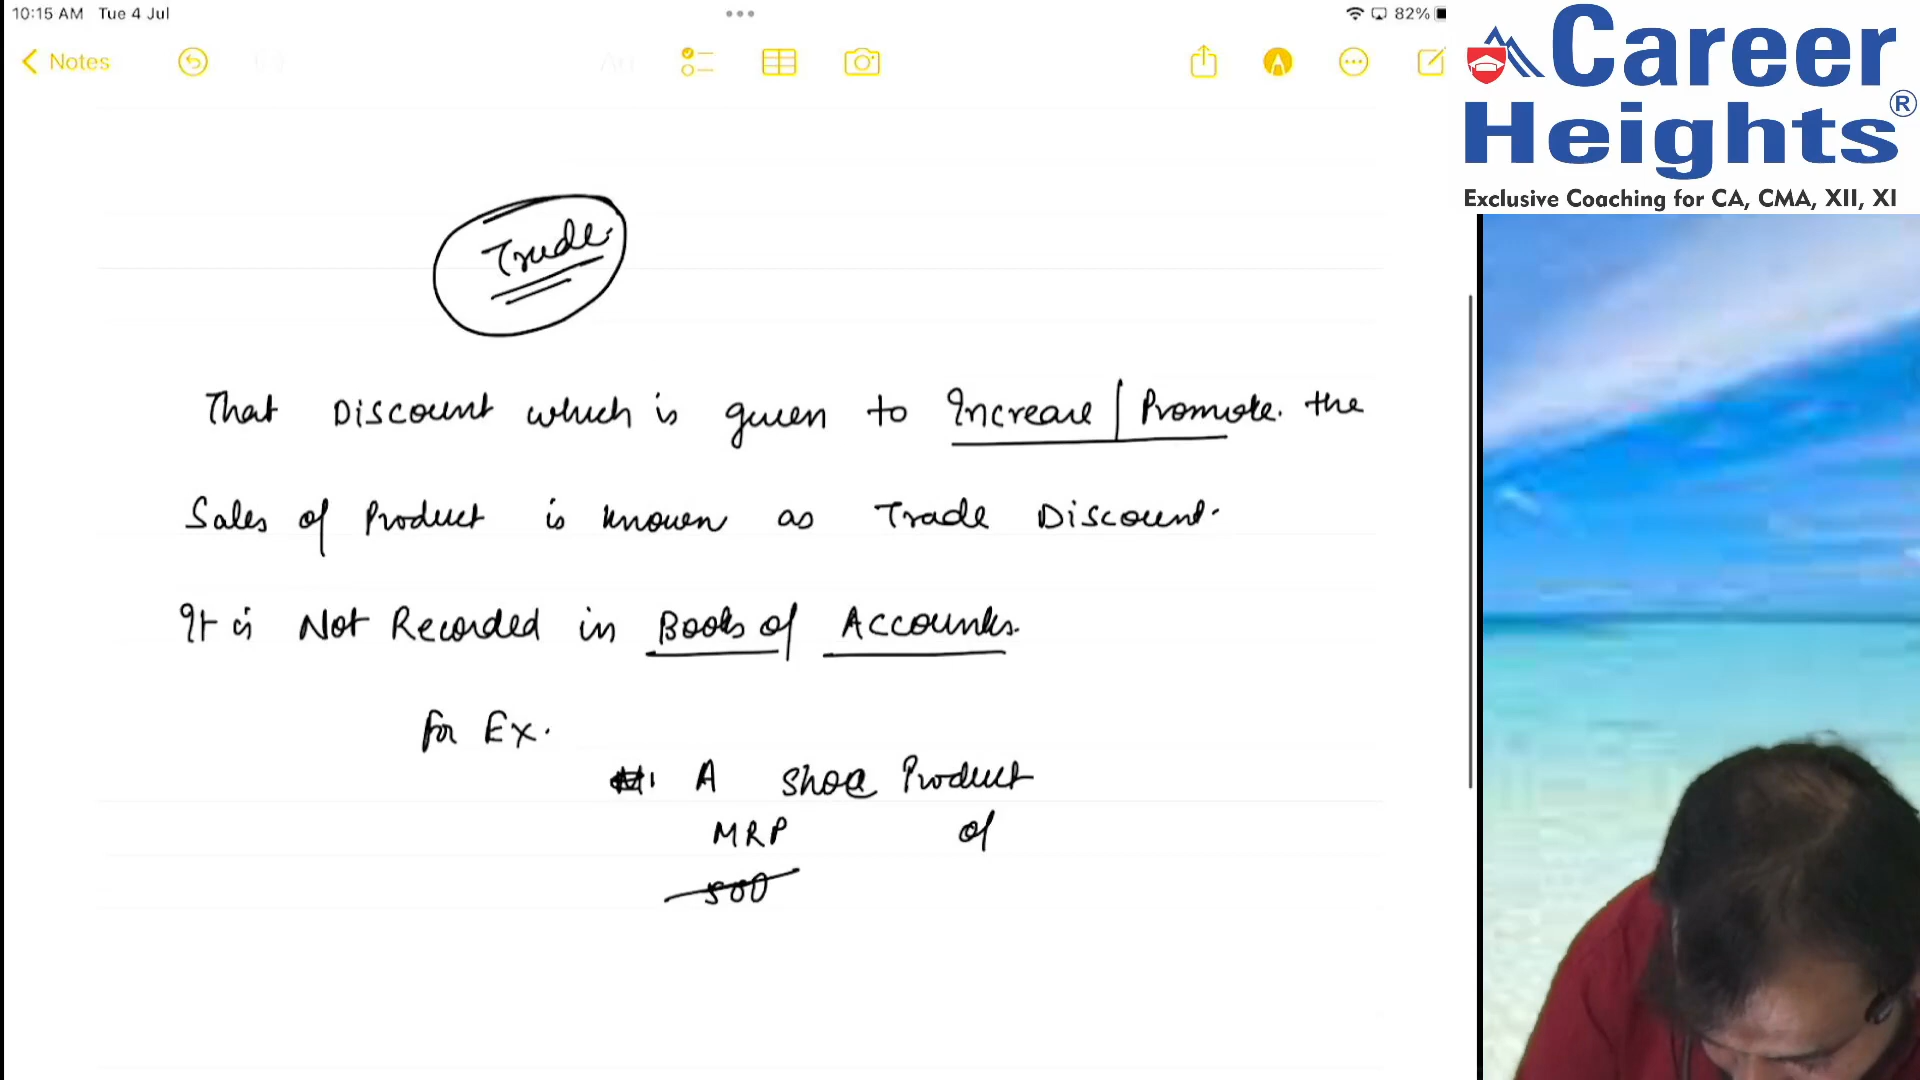 10:15 AM Tue 4 Jul
82%
Notes
Career
Heights®
Exclusive Coaching for CA, CMA, XII, XI
Trade
That Discount which is given to Increase | Promote. the
Sales of Product is known as Trade Discount.
It is Not Recorded in Books of Accounts.
for Ex.
A Shoe Product
MRP of
500